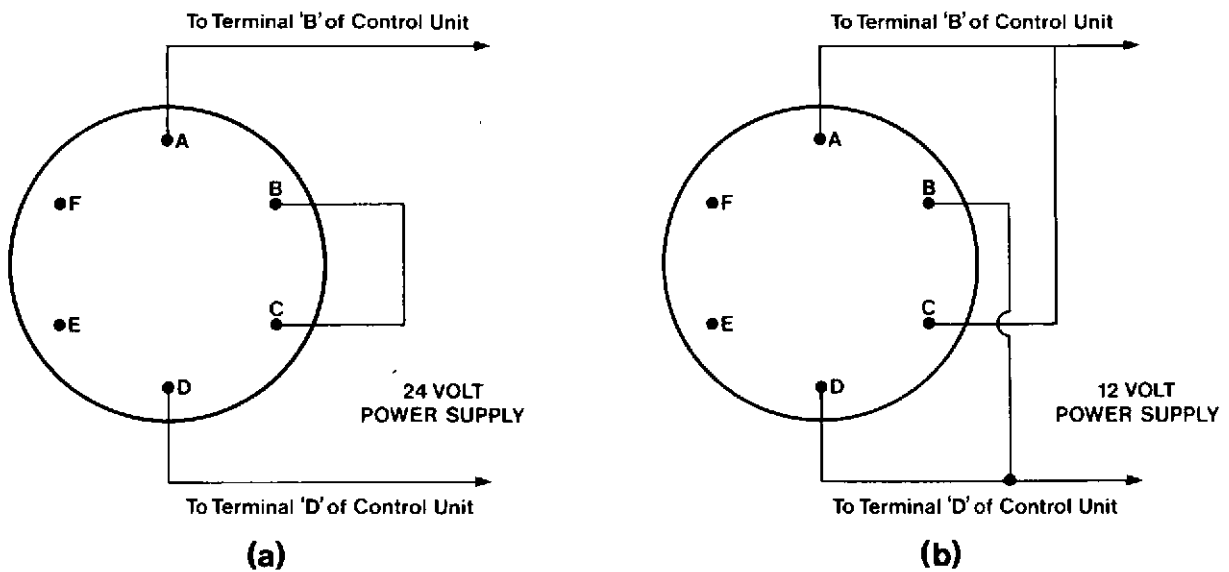 To Terminal 'B' of Control Unit
A
B
F
C
E
D
24 VOLT
POWER SUPPLY
To Terminal 'D' of Control Unit
(a)
To Terminal 'B' of Control Unit
A
B
F
C
E
D
12 VOLT
POWER SUPPLY
To Terminal 'D' of Control Unit
(b)